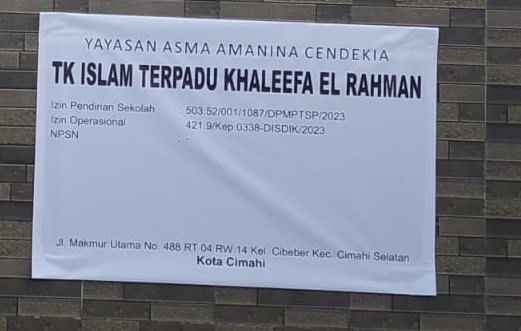 YAYASAN ASMA AMANINA CENDEKIA
TK ISLAM TERPADU KHALEEFA EL RAHMAN
Izin Pendirian Sekolah : 503.52/001/1087/DPMPTSP/2023
Izin Operasional : 421.9/Kep.0338-DISDIK/2023
NPSN : -
Jl. Makmur Utama No. 488 RT 04 RW 14 Kel. Cibeber Kec. Cimahi Selatan
Kota Cimahi